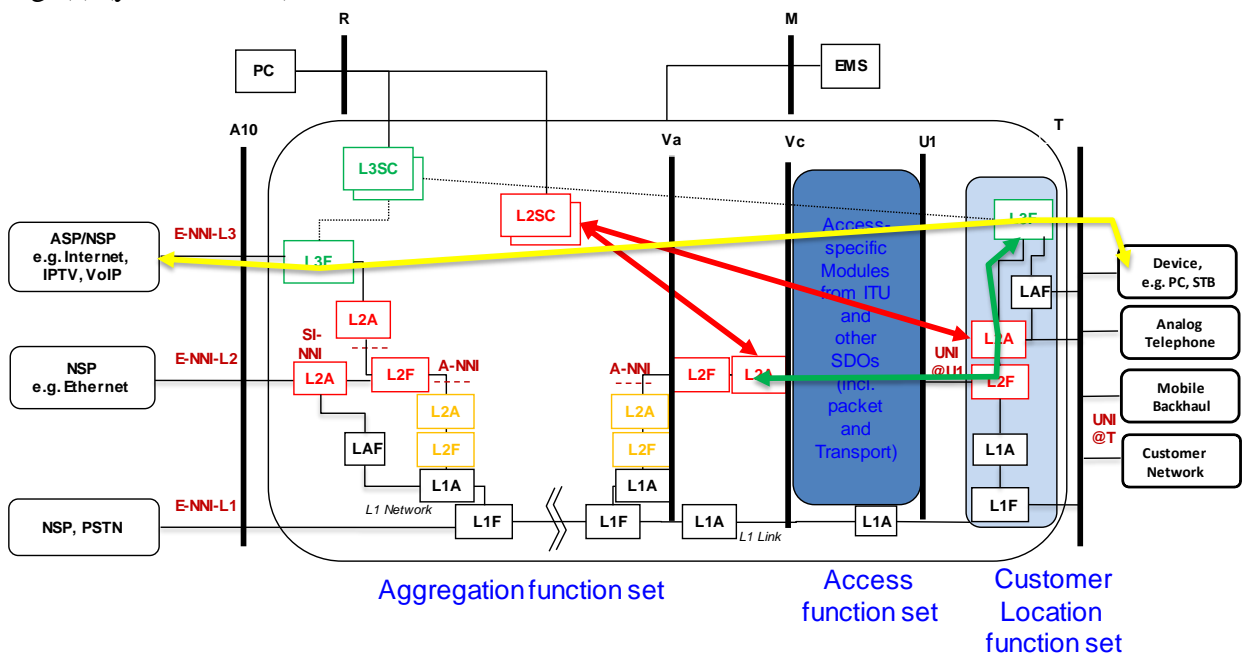 R
M
PC
EMS
A10
Va
Vc
U1
T
L3SC
L2SC
ASP/NSP
e.g. Internet,
IPTV, VoIP
E-NNI-L3
L3F
L3F
Access-
specific
Modules
from ITU
and
other
SDOs
(incl.
packet
and
Transport)
Device,
e.g. PC, STB
LAF
L2A
SI-
NNI
L2A
Analog
Telephone
NSP
e.g. Ethernet
E-NNI-L2
L2A
L2F
A-NNI
A-NNI
L2F
L2A
UNI
@U1
L2F
Mobile
Backhaul
L2A
L2A
UNI
@T
LAF
L2F
L2F
L1A
Customer
Network
L1A
L1A
E-NNI-L1
L1 Network
L1F
NSP, PSTN
L1F
L1F
L1A
L1 Link
L1A
Aggregation function set
Access
function set
Customer
Location
function set